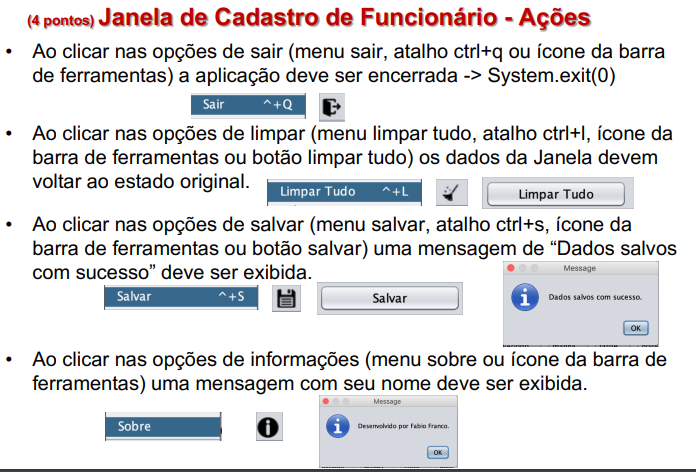 (4 pontos) Janela de Cadastro de Funcionário - Ações
• Ao clicar nas opções de sair (menu sair, atalho ctrl+q ou ícone da barra
de ferramentas) a aplicação deve ser encerrada -> System.exit(0)
Sair ^+Q
• Ao clicar nas opções de limpar (menu limpar tudo, atalho ctrl+l, ícone da
barra de ferramentas ou botão limpar tudo) os dados da Janela devem
voltar ao estado original.
Limpar Tudo ^+L
Limpar Tudo
• Ao clicar nas opções de salvar (menu salvar, atalho ctrl+s, ícone da
barra de ferramentas ou botão salvar) uma mensagem de “Dados salvos
com sucesso” deve ser exibida.
Salvar ^+S
Salvar
Message
Dados salvos com sucesso.
OK
• Ao clicar nas opções de informações (menu sobre ou ícone da barra de
ferramentas) uma mensagem com seu nome deve ser exibida.
Sobre
Message
Desenvolvido por Fabio Franco.
OK